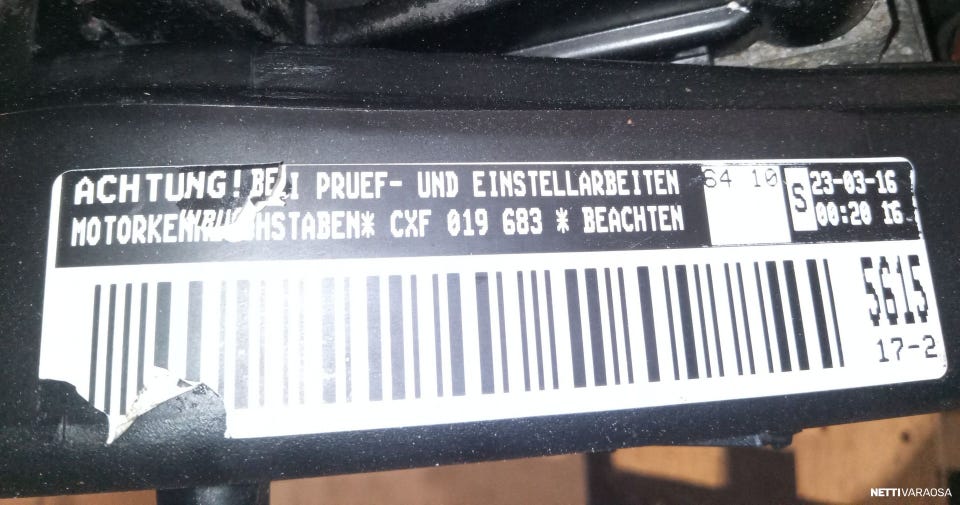 ACHTUNG! BEI PRUEF- UND EINSTELLARBEITEN
MOTORKENNBUCHSTABEN* CXF 019 683 * BEACHTEN
64 10
S
23-03-16
00:20 16
5615
17-2
NETTIVARAOSA